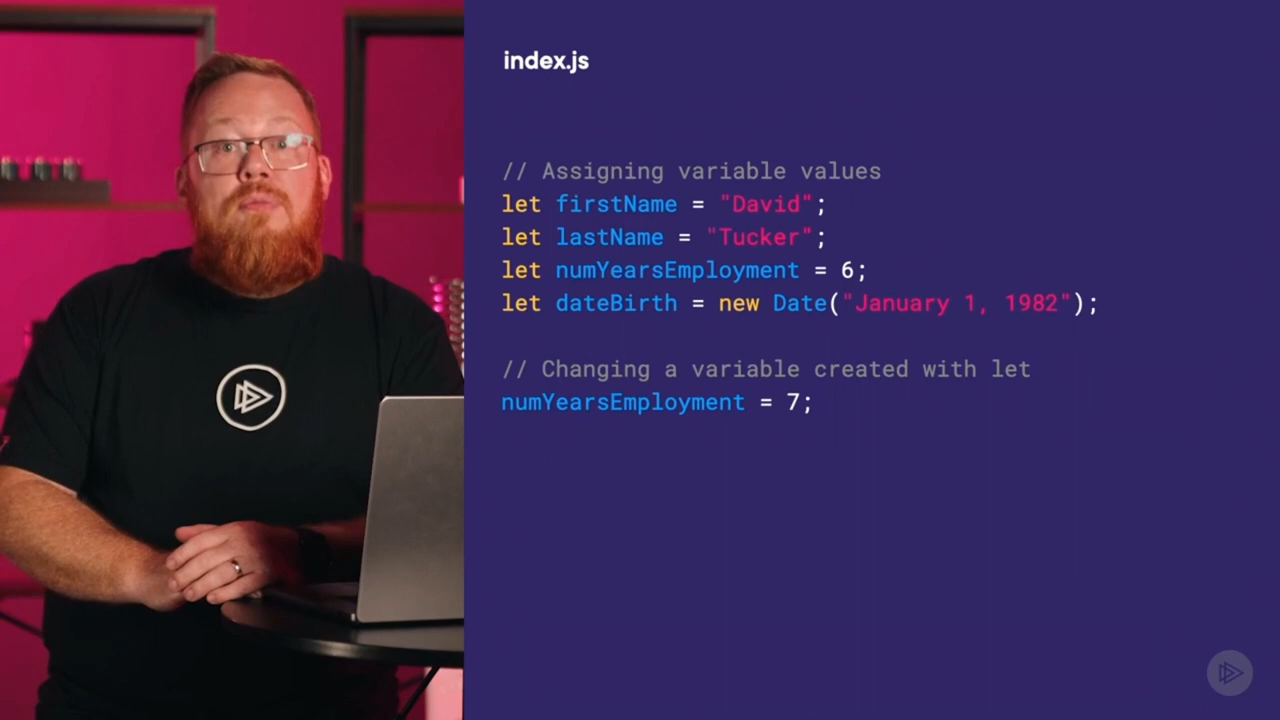 index.js
// Assigning variable values
let firstName = "David";
let lastName = "Tucker";
let numYearsEmployment = 6;
let dateBirth = new Date("January 1, 1982");
// Changing a variable created with let
numYearsEmployment = 7;